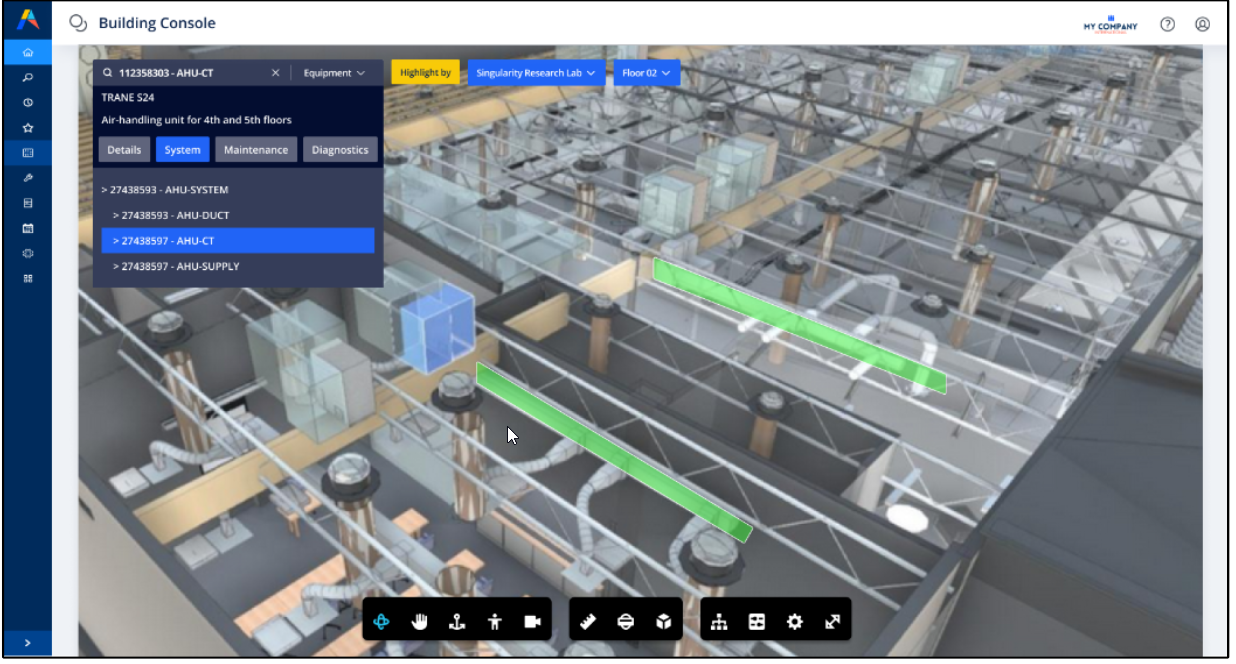 Building Console
MY COMPANY
112358303 - AHU-CT
Equipment
Highlight by
Singularity Research Lab
Floor 02
TRANE S24
Air-handling unit for 4th and 5th floors
Details
System
Maintenance
Diagnostics
> 27438593 - AHU-SYSTEM
> 27438593 - AHU-DUCT
> 27438597 - AHU-CT
> 27438597 - AHU-SUPPLY